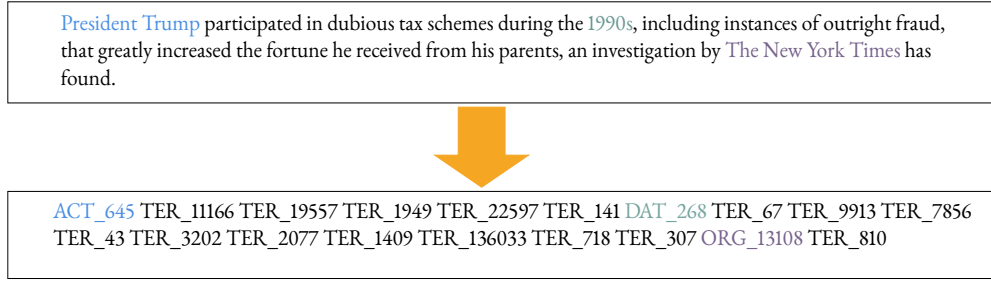 President Trump participated in dubious tax schemes during the 1990s, including instances of outright fraud,
that greatly increased the fortune he received from his parents, an investigation by The New York Times has
found.
ACT_645 TER_11166 TER_19557 TER_1949 TER_22597 TER_141 DAT_268 TER_67 TER_9913 TER_7856
TER_43 TER_3202 TER_2077 TER_1409 TER_136033 TER_718 TER_307 ORG_13108 TER_810